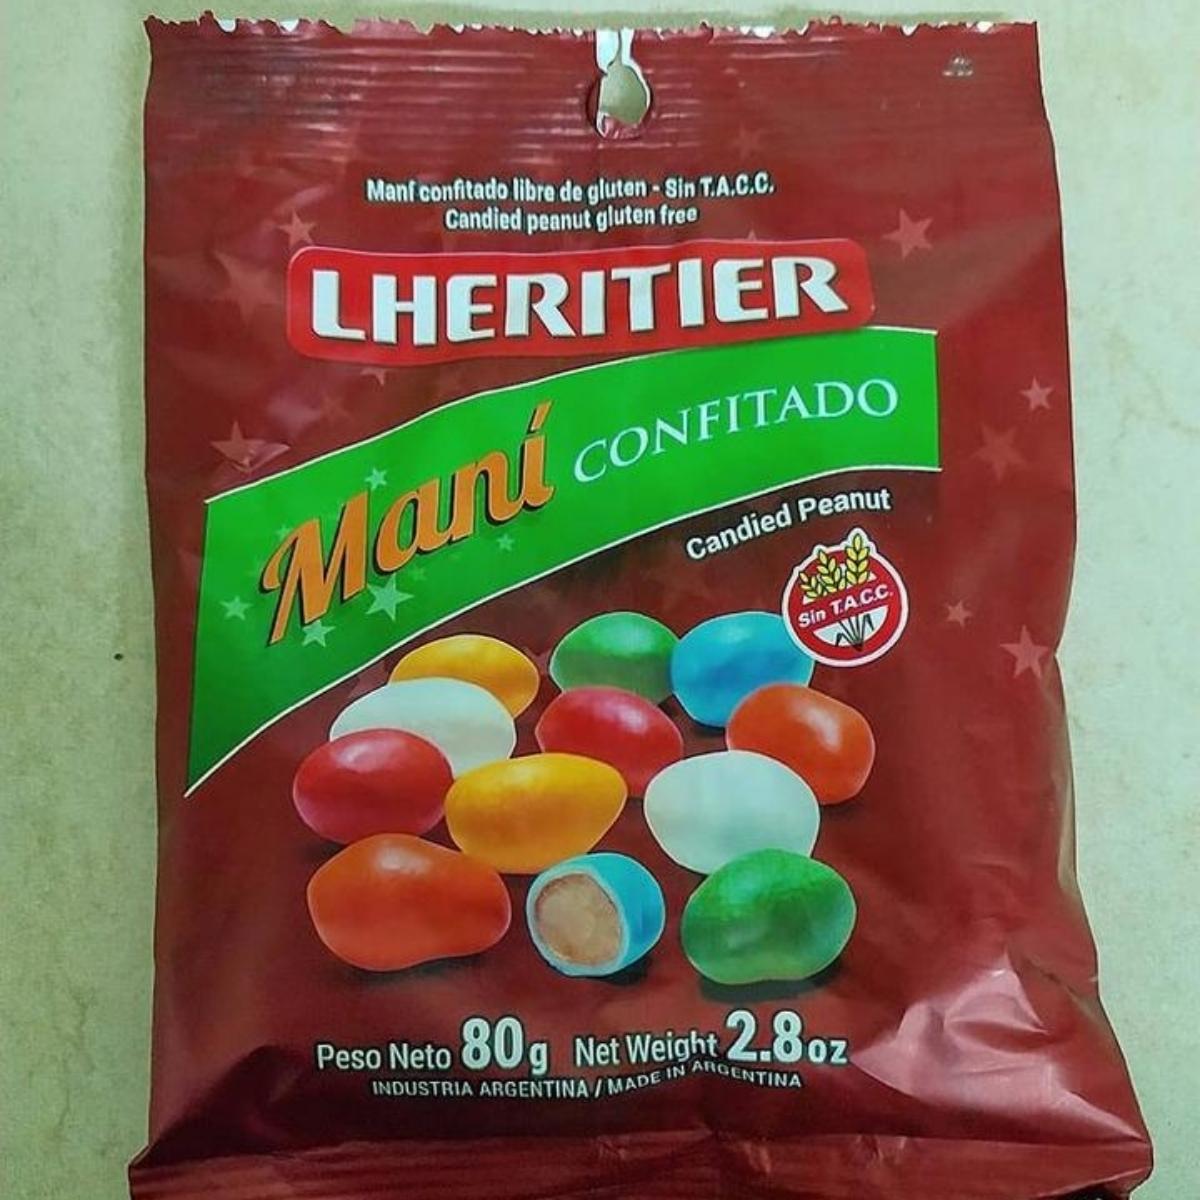 Maní confitado libre de gluten - Sin T.A.C.C.
Candied peanut gluten free
LHERITIER
Maní CONFITADO
Candied Peanut
Sin T.A.C.C.
Peso Neto 80g Net Weight 2.8oz
INDUSTRIA ARGENTINA / MADE IN ARGENTINA